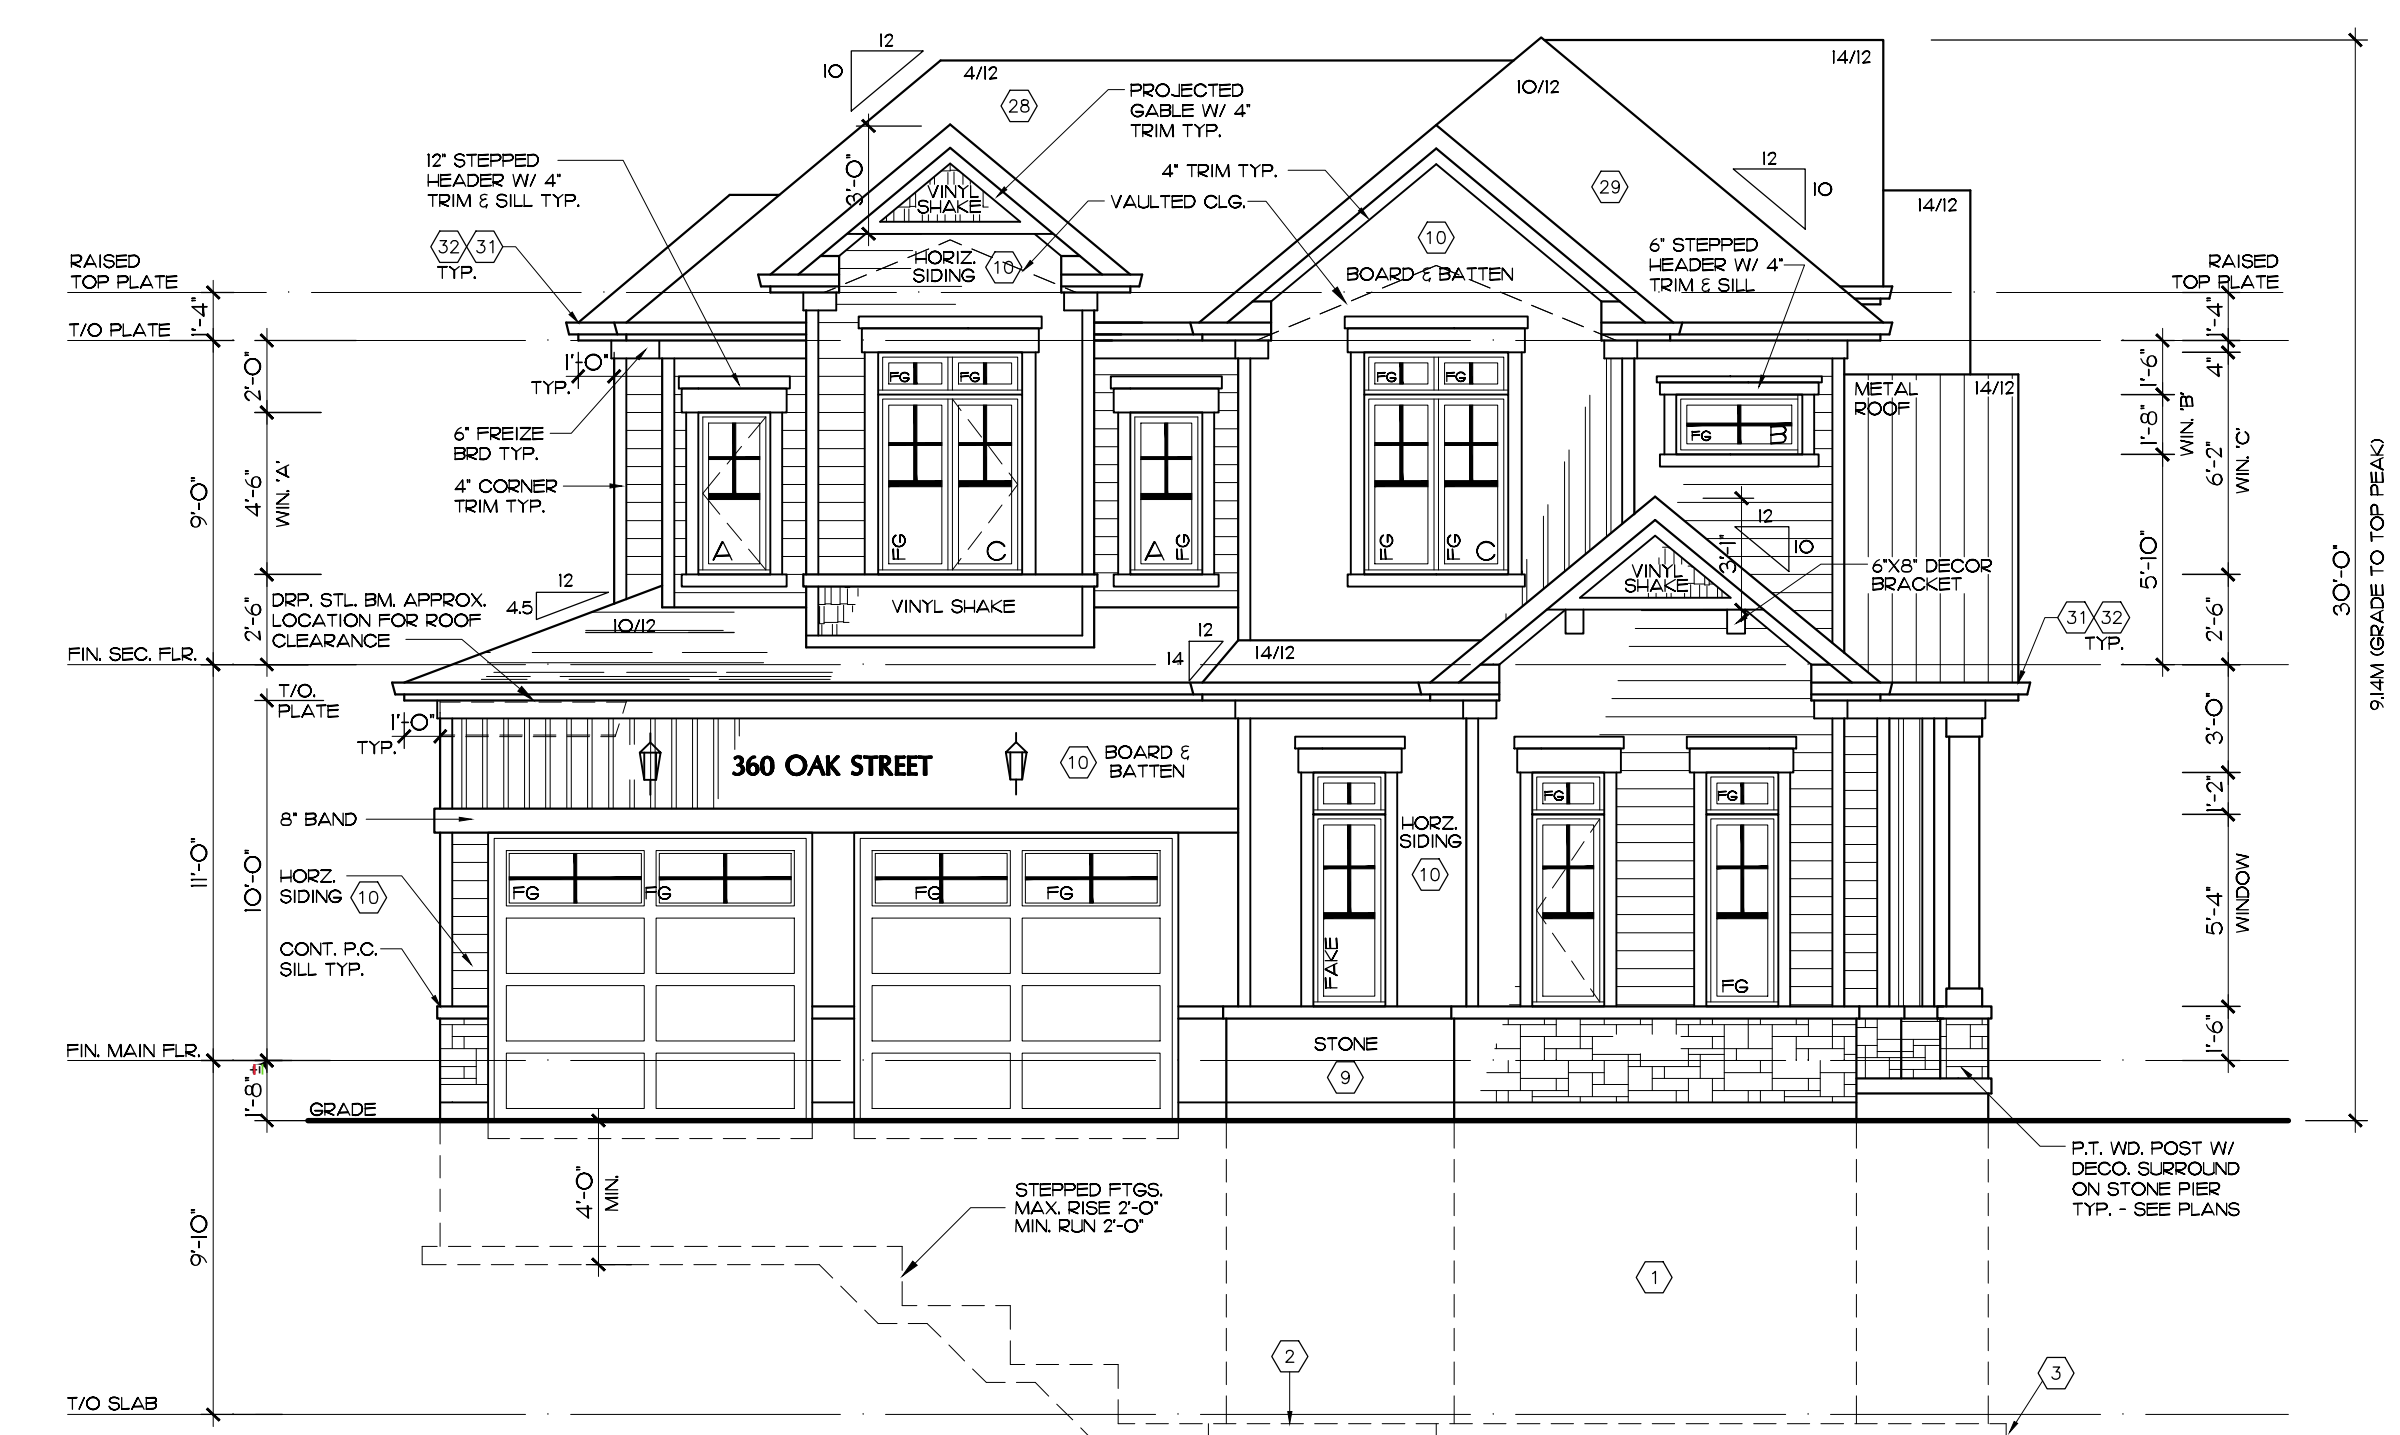 12
10
4/12
28
PROJECTED
GABLE W/ 4"
TRIM TYP.
10/12
14/12
12" STEPPED
HEADER W/ 4"
TRIM & SILL TYP.
3'-0"
VINYL
SHAKE
4" TRIM TYP.
VAULTED CLG.
29
12
10
14/12
32
31
TYP.
HORIZ.
SIDING
10
10
BOARD & BATTEN
6" STEPPED
HEADER W/ 4"
TRIM & SILL
RAISED
TOP PLATE
RAISED
TOP PLATE
1'-4"
T/O PLATE
1'-4"
4"
2'-0"
1'-0"
TYP.
FG
FG
FG
FG
1'-6"
METAL
ROOF
14/12
6" FREIZE
BRD TYP.
4" CORNER
TRIM TYP.
FG
B
1'-8"
WIN. 'B'
6'-2"
WIN. 'C'
9'-0"
4'-6"
WIN. 'A'
A
FG
C
A
FG
FG
FG
C
12
10
3'-1"
VINYL
SHAKE
6"X8" DECOR
BRACKET
5'-10"
30'-0"
9.14M (GRADE TO TOP PEAK)
DRP. STL. BM. APPROX.
LOCATION FOR ROOF
CLEARANCE
12
4.5
VINYL SHAKE
10/12
12
14
14/12
31
32
TYP.
2'-6"
2'-6"
FIN. SEC. FLR.
T/O.
PLATE
1'-0"
TYP.
360 OAK STREET
10
BOARD &
BATTEN
3'-0"
1'-2"
FG
FG
8" BAND
HORZ.
SIDING
10
11'-0"
10'-0"
HORZ.
SIDING
10
FG
FG
FG
FG
FAKE
FG
5'-4"
WINDOW
CONT. P.C.
SILL TYP.
STONE
9
1'-6"
FIN. MAIN FLR.
1'-8"±
GRADE
4'-0"
MIN.
P.T. WD. POST W/
DECO. SURROUND
ON STONE PIER
TYP. - SEE PLANS
STEPPED FTGS.
MAX. RISE 2'-0"
MIN. RUN 2'-0"
9'-10"
1
2
3
T/O SLAB